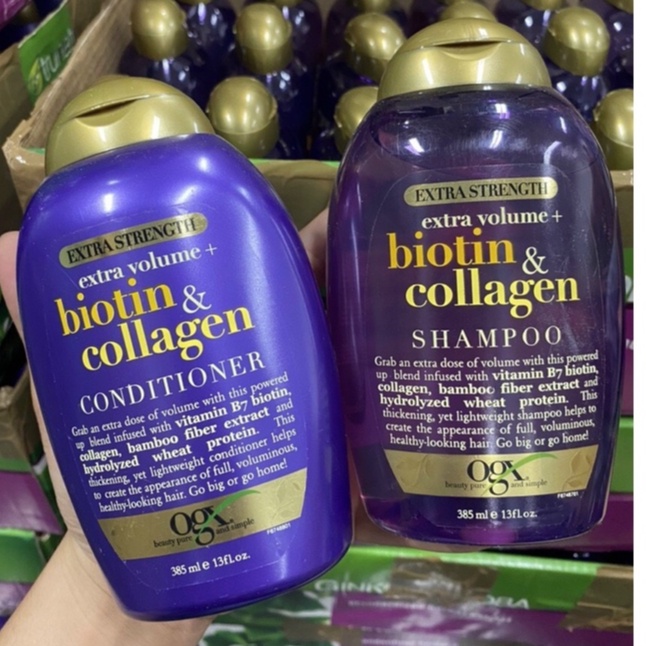 EXTRA STRENGTH
extra volume +
biotin &
collagen
CONDITIONER
Grab an extra dose of volume with this powered
up blend infused with vitamin B7 biotin,
collagen, bamboo fiber extract and
hydrolyzed wheat protein. This
thickening, yet lightweight conditioner helps
to create the appearance of full, voluminous,
healthy-looking hair. Go big or go home!
ogx
beauty pure and simple
385 ml e 13fl.oz.
EXTRA STRENGTH
extra volume +
biotin &
collagen
SHAMPOO
Grab an extra dose of volume with this powered
up blend infused with vitamin B7 biotin,
collagen, bamboo fiber extract and
hydrolyzed wheat protein. This
thickening, yet lightweight shampoo helps to
create the appearance of full, voluminous,
healthy-looking hair. Go big or go home!
ogx
beauty pure and simple
385 ml e 13fl.oz.